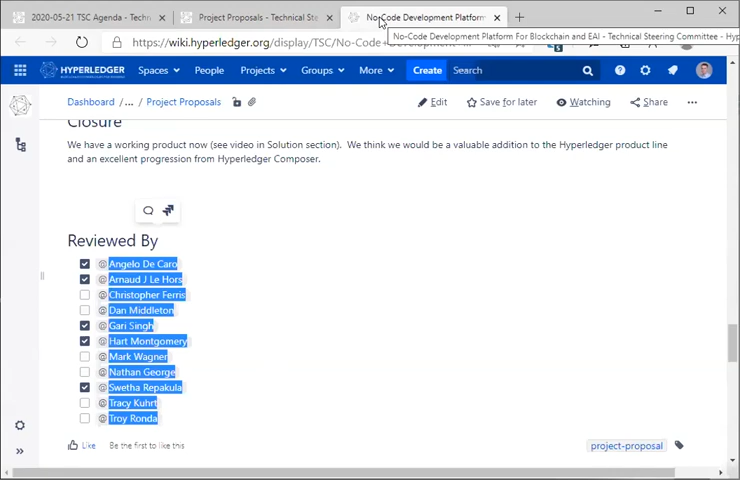 2020-05-21 TSC Agenda - Techn
Project Proposals - Technical Ste
No-Code Development Platform
https://wiki.hyperledger.org/display/TSC/No-Code+
No-Code Development Platform For Blockchain and EAI - Technical Steering Committee - Hyp
HYPERLEDGER
Spaces
People
Projects
Groups
More
Create
Search
Dashboard /... / Project Proposals
Edit
Save for later
Watching
Share
Closure
We have a working product now (see video in Solution section). We think we would be a valuable addition to the Hyperledger product line
and an excellent progression from Hyperledger Composer.
Reviewed By
@ Angelo De Caro
@ Arnaud J Le Hors
@ Christopher Ferris
@ Dan Middleton
@ Gari Singh
@ Hart Montgomery
@ Mark Wagner
@ Nathan George
@ Swetha Repakula
@ Tracy Kuhrt
@ Troy Ronda
Like
Be the first to like this
project-proposal